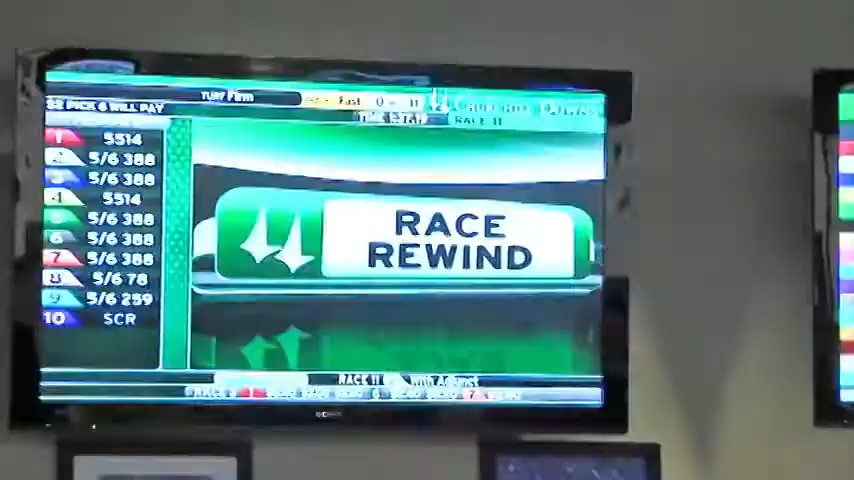 TURF Firm
Fast 0 11
$2 PICK 6 WILL PAY
RACE 11
1 5514
2 5/6 388
3 5/6 388
4 5514
5 5/6 388
6 5/6 388
7 5/6 388
8 5/6 78
9 5/6 259
10 SCR
RACE
REWIND
RACE 11